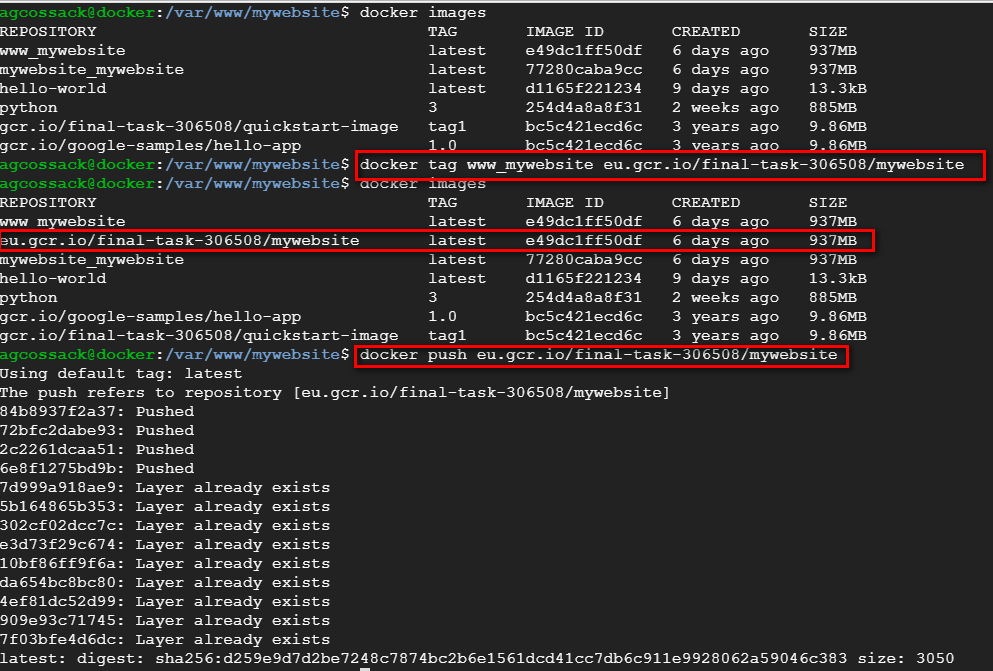 agcossack@docker:/var/www/mywebsite$ docker images
REPOSITORY TAG IMAGE ID CREATED SIZE
www_mywebsite latest e49dc1ff50df 6 days ago 937MB
mywebsite_mywebsite latest 77280caba9cc 6 days ago 937MB
hello-world latest d1165f221234 9 days ago 13.3kB
python 3 254d4a8a8f31 2 weeks ago 885MB
gcr.io/final-task-306508/quickstart-image tag1 bc5c421ecd6c 3 years ago 9.86MB
gcr.io/google-samples/hello-app 1.0 bc5c421ecd6c 3 years ago 9.86MB
agcossack@docker:/var/www/mywebsite$ docker tag www_mywebsite eu.gcr.io/final-task-306508/mywebsite
agcossack@docker:/var/www/mywebsite$ docker images
REPOSITORY TAG IMAGE ID CREATED SIZE
www_mywebsite latest e49dc1ff50df 6 days ago 937MB
eu.gcr.io/final-task-306508/mywebsite latest e49dc1ff50df 6 days ago 937MB
mywebsite_mywebsite latest 77280caba9cc 6 days ago 937MB
hello-world latest d1165f221234 9 days ago 13.3kB
python 3 254d4a8a8f31 2 weeks ago 885MB
gcr.io/google-samples/hello-app 1.0 bc5c421ecd6c 3 years ago 9.86MB
gcr.io/final-task-306508/quickstart-image tag1 bc5c421ecd6c 3 years ago 9.86MB
agcossack@docker:/var/www/mywebsite$ docker push eu.gcr.io/final-task-306508/mywebsite
Using default tag: latest
The push refers to repository [eu.gcr.io/final-task-306508/mywebsite]
84b8937f2a37: Pushed
72bfc2dabe93: Pushed
2c2261dcaa51: Pushed
6e8f1275bd9b: Pushed
7d999a918ae9: Layer already exists
5b164865b353: Layer already exists
302cf02dcc7c: Layer already exists
e3d73f29c674: Layer already exists
10bf86ff9f6a: Layer already exists
da654bc8bc80: Layer already exists
4ef81dc52d99: Layer already exists
909e93c71745: Layer already exists
7f03bfe4d6dc: Layer already exists
latest: digest: sha256:d259e9d7d2be7248c7874bc2b6e1561dcd41cc7db6c911e9928062a59046c383 size: 3050